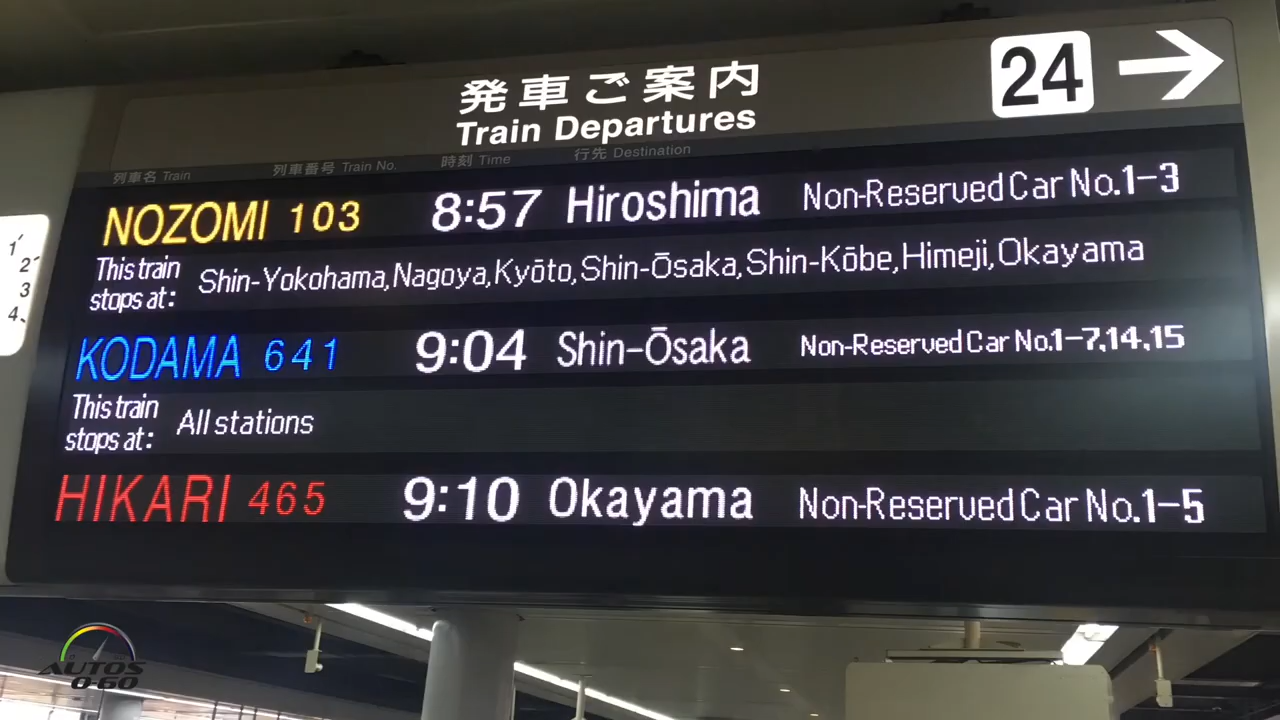 発車ご案内
Train Departures
24
列車名 Train 列車番号 Train No. 時刻 Time 行先 Destination
NOZOMI 103 8:57 Hiroshima Non-Reserved Car No.1-3
This train stops at: Shin-Yokohama,Nagoya,Kyōto,Shin-Ōsaka,Shin-Kōbe,Himeji,Okayama
KODAMA 641 9:04 Shin-Ōsaka Non-Reserved Car No.1-7,14,15
This train stops at: All stations
HIKARI 465 9:10 Okayama Non-Reserved Car No.1-5
1
2
3
4
AUTOS
0-60